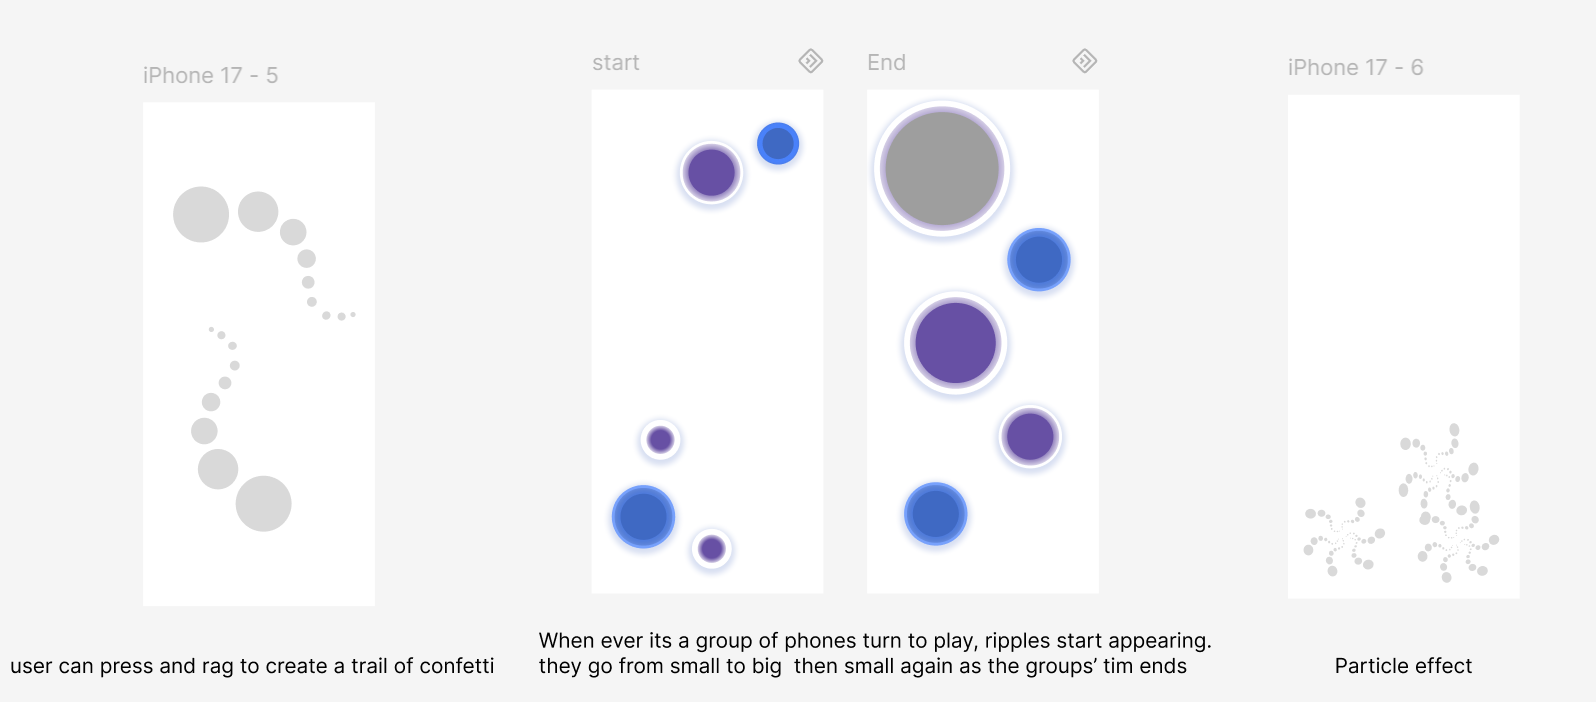 iPhone 17 - 5
start
End
iPhone 17 - 6
user can press and rag to create a trail of confetti
When ever its a group of phones turn to play, ripples start appearing.
they go from small to big then small again as the groups’ tim ends
Particle effect